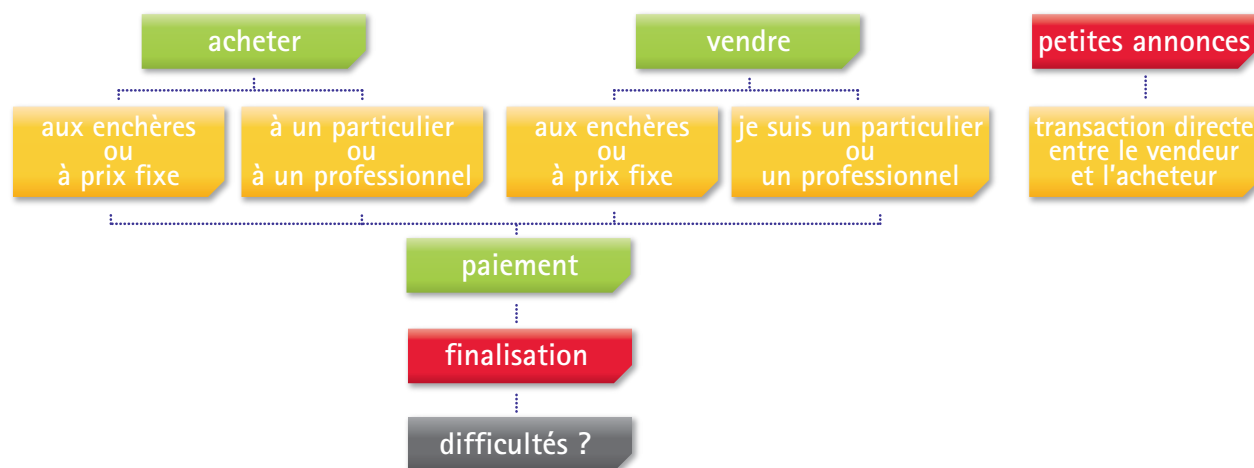 acheter
vendre
petites annonces
aux enchères
ou
à prix fixe
à un particulier
ou
à un professionnel
aux enchères
ou
à prix fixe
je suis un particulier
ou
un professionnel
transaction directe
entre le vendeur
et l'acheteur
paiement
finalisation
difficultés ?